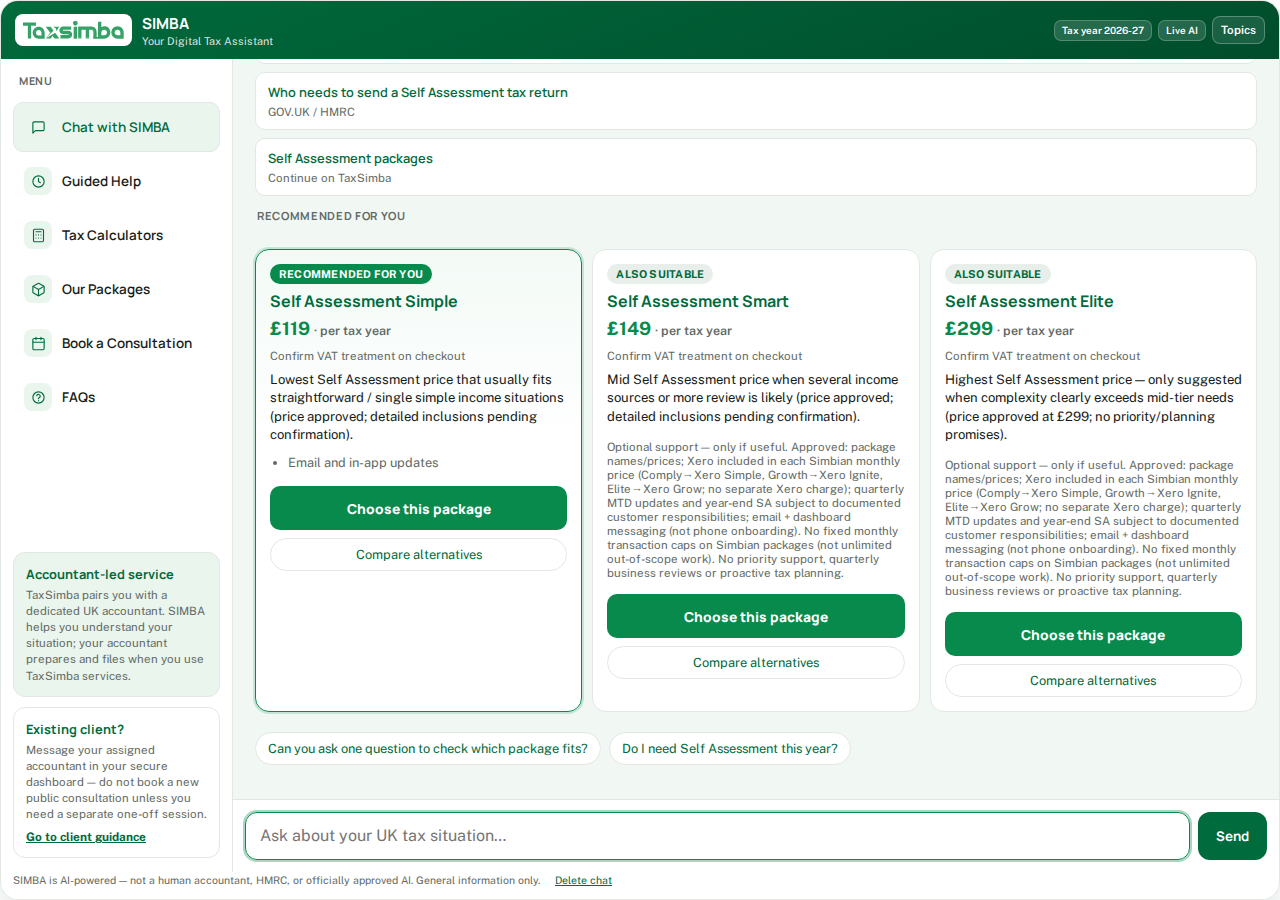 Taxsimba
SIMBA
Your Digital Tax Assistant
Tax year 2026-27
Live AI
Topics
MENU
Chat with SIMBA
Guided Help
Tax Calculators
Our Packages
Book a Consultation
FAQs
Accountant-led service
TaxSimba pairs you with a
dedicated UK accountant. SIMBA
helps you understand your
situation; your accountant
prepares and files when you use
TaxSimba services.
Existing client?
Message your assigned
accountant in your secure
dashboard — do not book a new
public consultation unless you
need a separate one-off session.
Go to client guidance
Who needs to send a Self Assessment tax return
GOV.UK / HMRC
Self Assessment packages
Continue on TaxSimba
RECOMMENDED FOR YOU
RECOMMENDED FOR YOU
Self Assessment Simple
£119 · per tax year
Confirm VAT treatment on checkout
Lowest Self Assessment price that usually fits
straightforward / single simple income situations
(price approved; detailed inclusions pending
confirmation).
• Email and in-app updates
Choose this package
Compare alternatives
ALSO SUITABLE
Self Assessment Smart
£149 · per tax year
Confirm VAT treatment on checkout
Mid Self Assessment price when several income
sources or more review is likely (price approved;
detailed inclusions pending confirmation).
Optional support — only if useful. Approved: package
names/prices; Xero included in each Simbian monthly
price (Comply→Xero Simple, Growth→Xero Ignite,
Elite→Xero Grow; no separate Xero charge); quarterly
MTD updates and year-end SA subject to documented
customer responsibilities; email + dashboard
messaging (not phone onboarding). No fixed monthly
transaction caps on Simbian packages (not unlimited
out-of-scope work). No priority support, quarterly
business reviews or proactive tax planning.
Choose this package
Compare alternatives
ALSO SUITABLE
Self Assessment Elite
£299 · per tax year
Confirm VAT treatment on checkout
Highest Self Assessment price — only suggested
when complexity clearly exceeds mid-tier needs
(price approved at £299; no priority/planning
promises).
Optional support — only if useful. Approved: package
names/prices; Xero included in each Simbian monthly
price (Comply→Xero Simple, Growth→Xero Ignite,
Elite→Xero Grow; no separate Xero charge); quarterly
MTD updates and year-end SA subject to documented
customer responsibilities; email + dashboard
messaging (not phone onboarding). No fixed monthly
transaction caps on Simbian packages (not unlimited
out-of-scope work). No priority support, quarterly
business reviews or proactive tax planning.
Choose this package
Compare alternatives
Can you ask one question to check which package fits?
Do I need Self Assessment this year?
Ask about your UK tax situation...
Send
SIMBA is AI-powered — not a human accountant, HMRC, or officially approved AI. General information only.
Delete chat